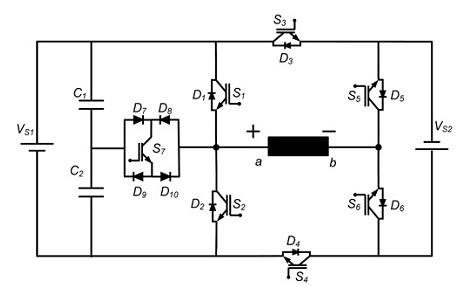 S3
D3
C1
D1
S1
S5
D5
D7 D8
VS1
S7
+
−
VS2
a
b
C2
D9 D10
D2
S2
S6
D6
D4
S4